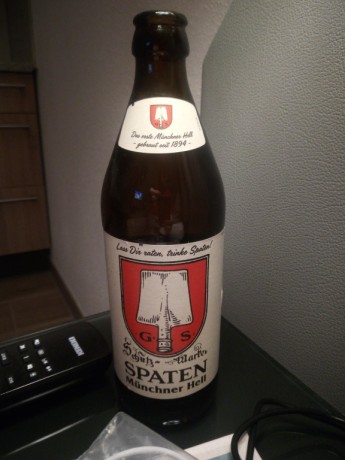 Das erste Münchner Hell
- gebraut seit 1894 -
Lass Dir raten, trinke Spaten!
G S
Schutz-Marke
SPATEN
Münchner Hell